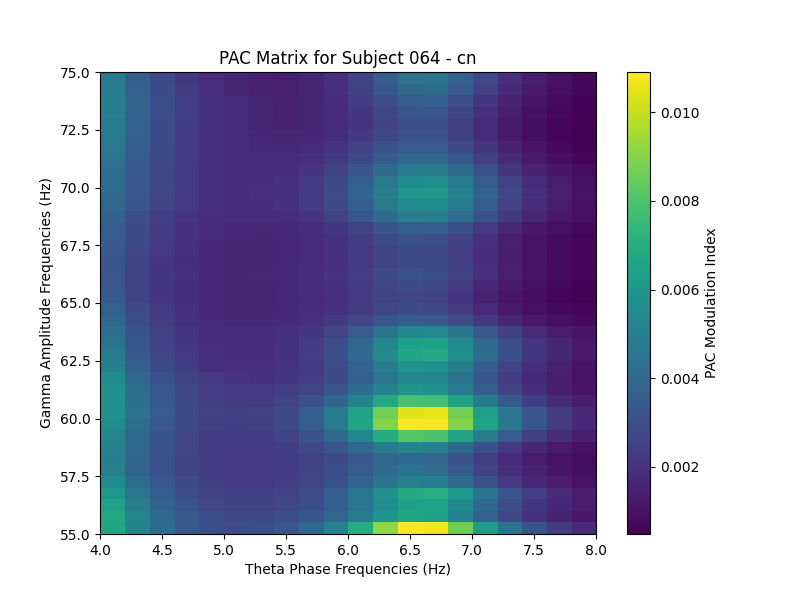 PAC Matrix for Subject 064 - cn
75.0
72.5
70.0
67.5
65.0
62.5
60.0
57.5
55.0
Gamma Amplitude Frequencies (Hz)
4.0 4.5 5.0 5.5 6.0 6.5 7.0 7.5 8.0
Theta Phase Frequencies (Hz)
0.010
0.008
0.006
0.004
0.002
PAC Modulation Index